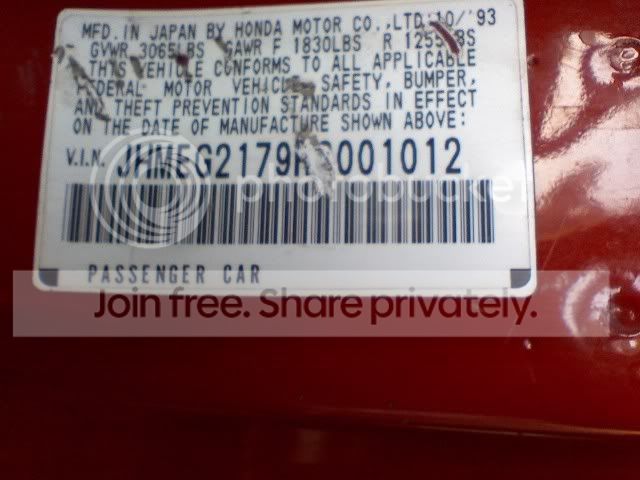 MFD. IN JAPAN BY HONDA MOTOR CO.,LTD. 10/'93
GVWR 3065LBS GAWR F 1830LBS R
THIS VEHICLE CONFORMS TO ALL APPLICABLE
FEDERAL MOTOR VEHICLE SAFETY, BUMPER,
AND THEFT PREVENTION STANDARDS IN EFFECT
ON THE DATE OF MANUFACTURE SHOWN ABOVE:
V.I.N.
PASSENGER CAR
photobucket
Join free. Share privately.